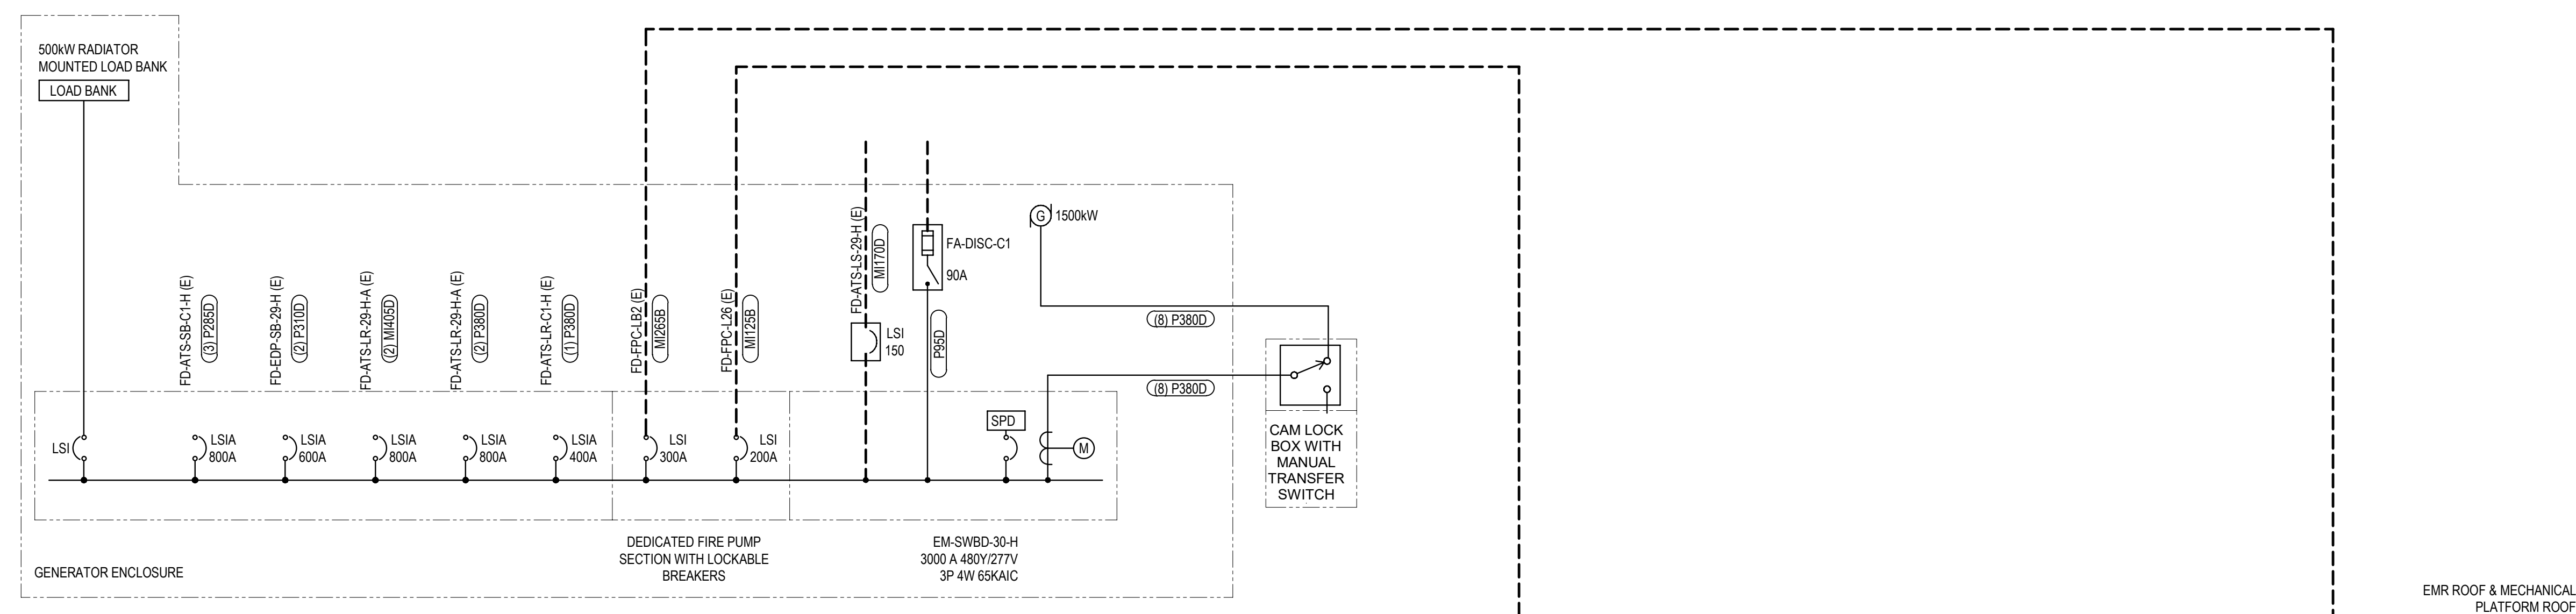 500kW RADIATOR
MOUNTED LOAD BANK
LOAD BANK
G
1500kW
FA-DISC-C1
90A
FD-ATS-SB-C1-H (E)
(3) P285D
FD-EDP-SB-29-H (E)
(2) P310D
FD-ATS-LR-29-H-A (E)
(2) MI405D
FD-ATS-LR-29-H-A (E)
(2) P380D
FD-ATS-LR-C1-H (E)
(1) P380D
FD-FPC-LB2 (E)
MI265B
FD-FPC-L26 (E)
MI125B
FD-ATS-LS-29-H (E)
MI170D
LSI
150
P95D
(8) P380D
(8) P380D
LSI
LSIA
800A
LSIA
600A
LSIA
800A
LSIA
800A
LSIA
400A
LSI
300A
LSI
200A
SPD
M
CAM LOCK
BOX WITH
MANUAL
TRANSFER
SWITCH
DEDICATED FIRE PUMP
SECTION WITH LOCKABLE
BREAKERS
EM-SWBD-30-H
3000 A 480Y/277V
3P 4W 65KAIC
GENERATOR ENCLOSURE
EMR ROOF & MECHANICAL
PLATFORM ROOF